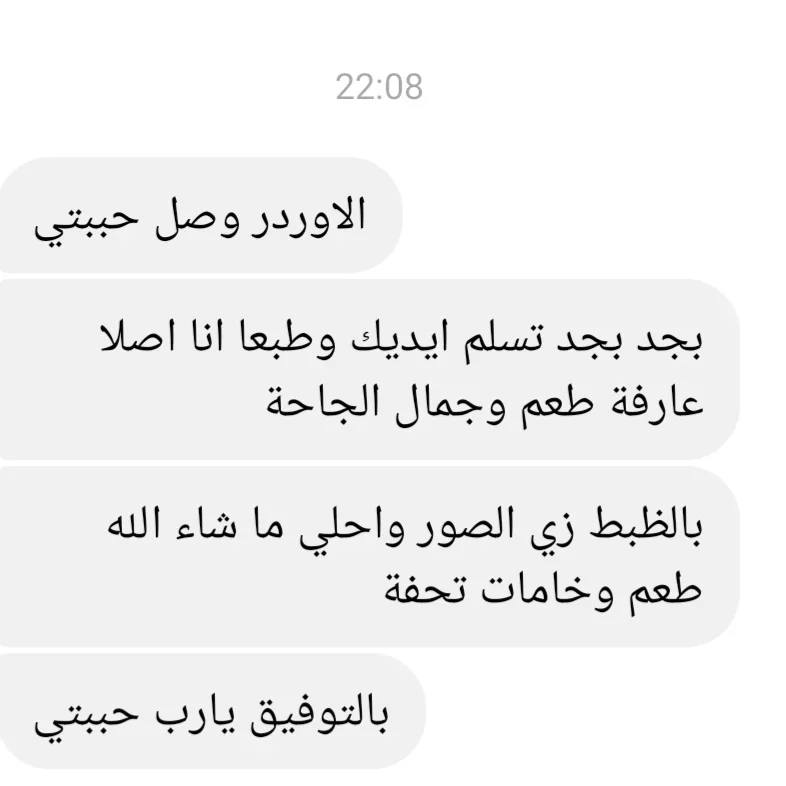 22:08
الاوردر وصل حببتي
بجد بجد تسلم ايديك وطبعا انا اصلا
عارفة طعم وجمال الجاحة
بالظبط زي الصور واحلي ما شاء الله
طعم وخامات تحفة
بالتوفيق يارب حببتي